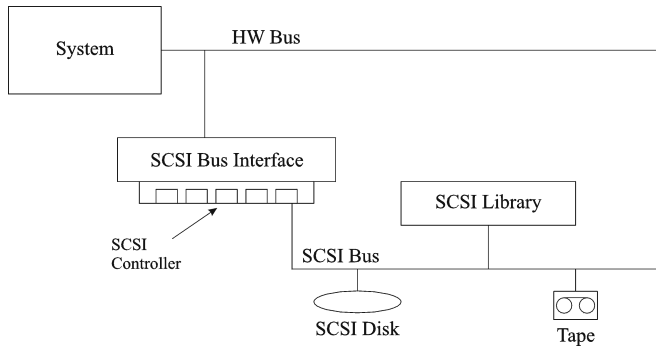 System
HW Bus
SCSI Bus Interface
SCSI Library
SCSI
Controller
SCSI Bus
SCSI Disk
Tape